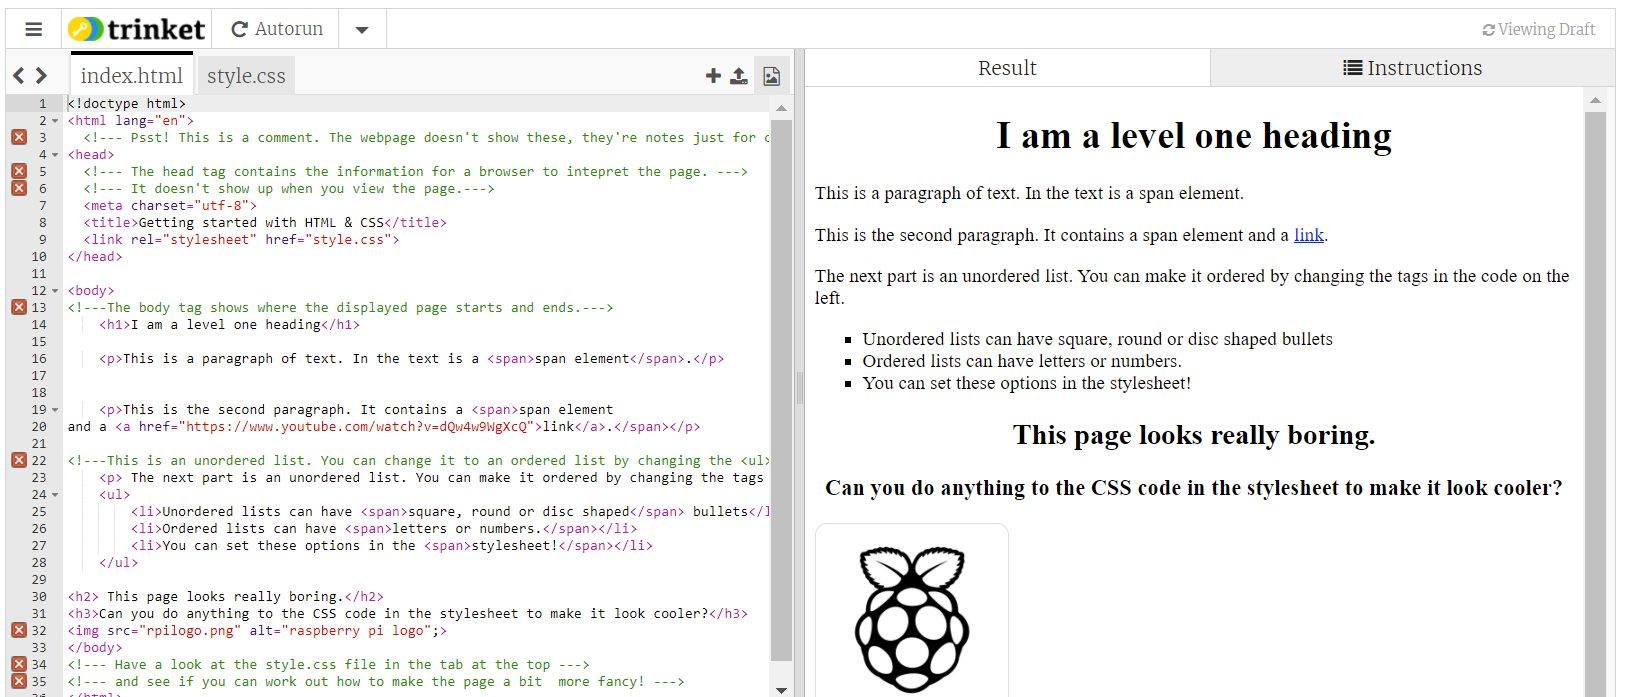 trinket Autorun Viewing Draft
index.html style.css
Result Instructions
1 <!doctype html>
2 <html lang="en">
3 <!--- Psst! This is a comment. The webpage doesn't show these, they're notes just for
4 <head>
5 <!--- The head tag contains the information for a browser to intepret the page. --->
6 <!--- It doesn't show up when you view the page.--->
7 <meta charset="utf-8">
8 <title>Getting started with HTML & CSS</title>
9 <link rel="stylesheet" href="style.css">
10 </head>
11
12 <body>
13 <!---The body tag shows where the displayed page starts and ends.--->
14 <h1>I am a level one heading</h1>
15
16 <p>This is a paragraph of text. In the text is a <span>span element</span>.</p>
17
18
19 <p>This is the second paragraph. It contains a <span>span element
20 and a <a href="https://www.youtube.com/watch?v=dQw4w9WgXcQ">link</a>.</span></p>
21
22 <!---This is an unordered list. You can change it to an ordered list by changing the <ul>
23 <p> The next part is an unordered list. You can make it ordered by changing the tags
24 <ul>
25 <li>Unordered lists can have <span>square, round or disc shaped</span> bullets</l
26 <li>Ordered lists can have <span>letters or numbers.</span></li>
27 <li>You can set these options in the <span>stylesheet!</span></li>
28 </ul>
29
30 <h2> This page looks really boring.</h2>
31 <h3>Can you do anything to the CSS code in the stylesheet to make it look cooler?</h3>
32 <img src="rpilogo.png" alt="raspberry pi logo";>
33 </body>
34 <!--- Have a look at the style.css file in the tab at the top --->
35 <!--- and see if you can work out how to make the page a bit  more fancy! --->
I am a level one heading
This is a paragraph of text. In the text is a span element.
This is the second paragraph. It contains a span element and a link.
The next part is an unordered list. You can make it ordered by changing the tags in the code on the
left.
Unordered lists can have square, round or disc shaped bullets
Ordered lists can have letters or numbers.
You can set these options in the stylesheet!
This page looks really boring.
Can you do anything to the CSS code in the stylesheet to make it look cooler?